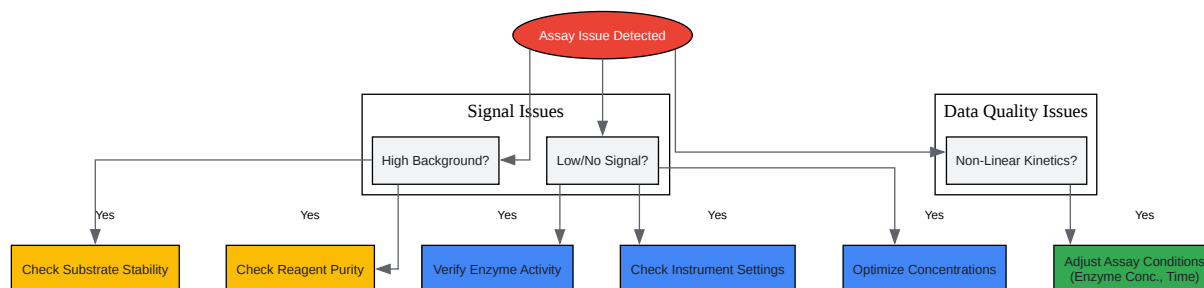 Assay Issue Detected
Signal Issues
Data Quality Issues
High Background?
Low/No Signal?
Non-Linear Kinetics?
Yes
Yes
Yes
Yes
Yes
Yes
Check Substrate Stability
Check Reagent Purity
Verify Enzyme Activity
Check Instrument Settings
Optimize Concentrations
Adjust Assay Conditions
(Enzyme Conc., Time)